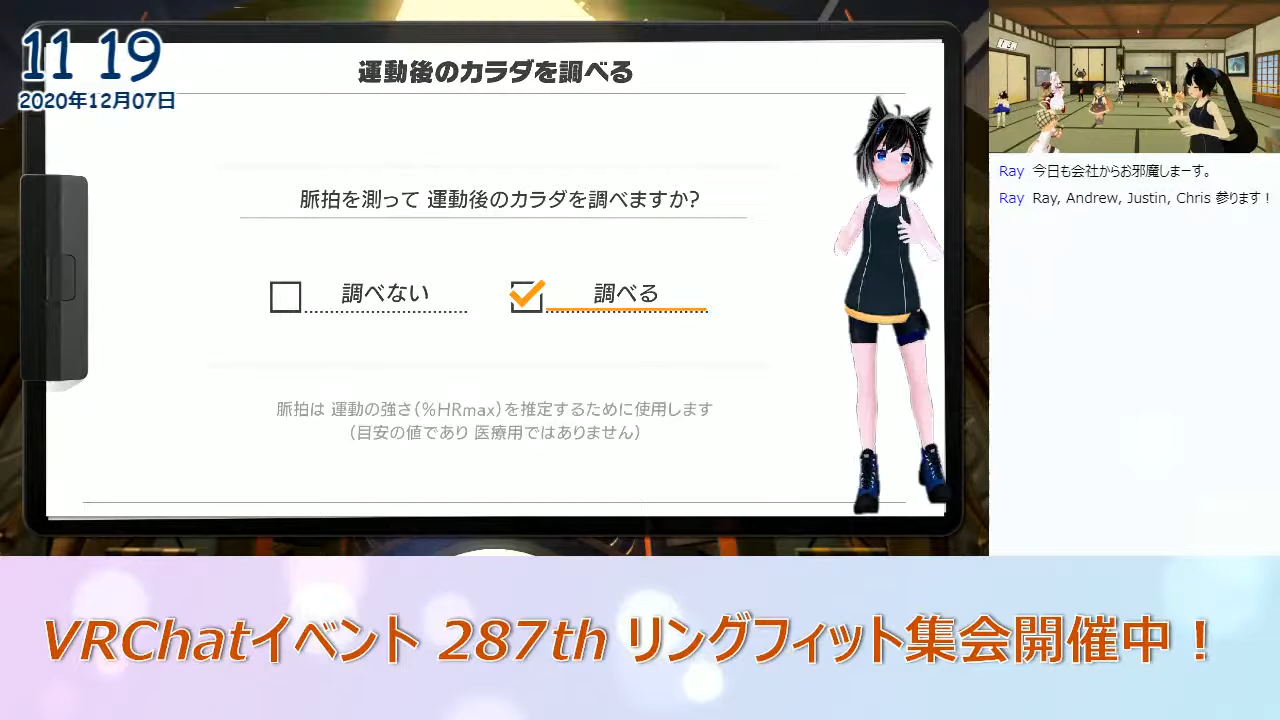 11 19
2020年12月07日
運動後のカラダを調べる
脈拍を測って 運動後のカラダを調べますか?
調べない
調べる
脈拍は 運動の強さ(%HRmax)を推定するために使用します
(目安の値であり 医療用ではありません)
Ray 今日も会社からお邪魔しまーす。
Ray Ray, Andrew, Justin, Chris 参ります！
VRChatイベント 287th リングフィット集会開催中！